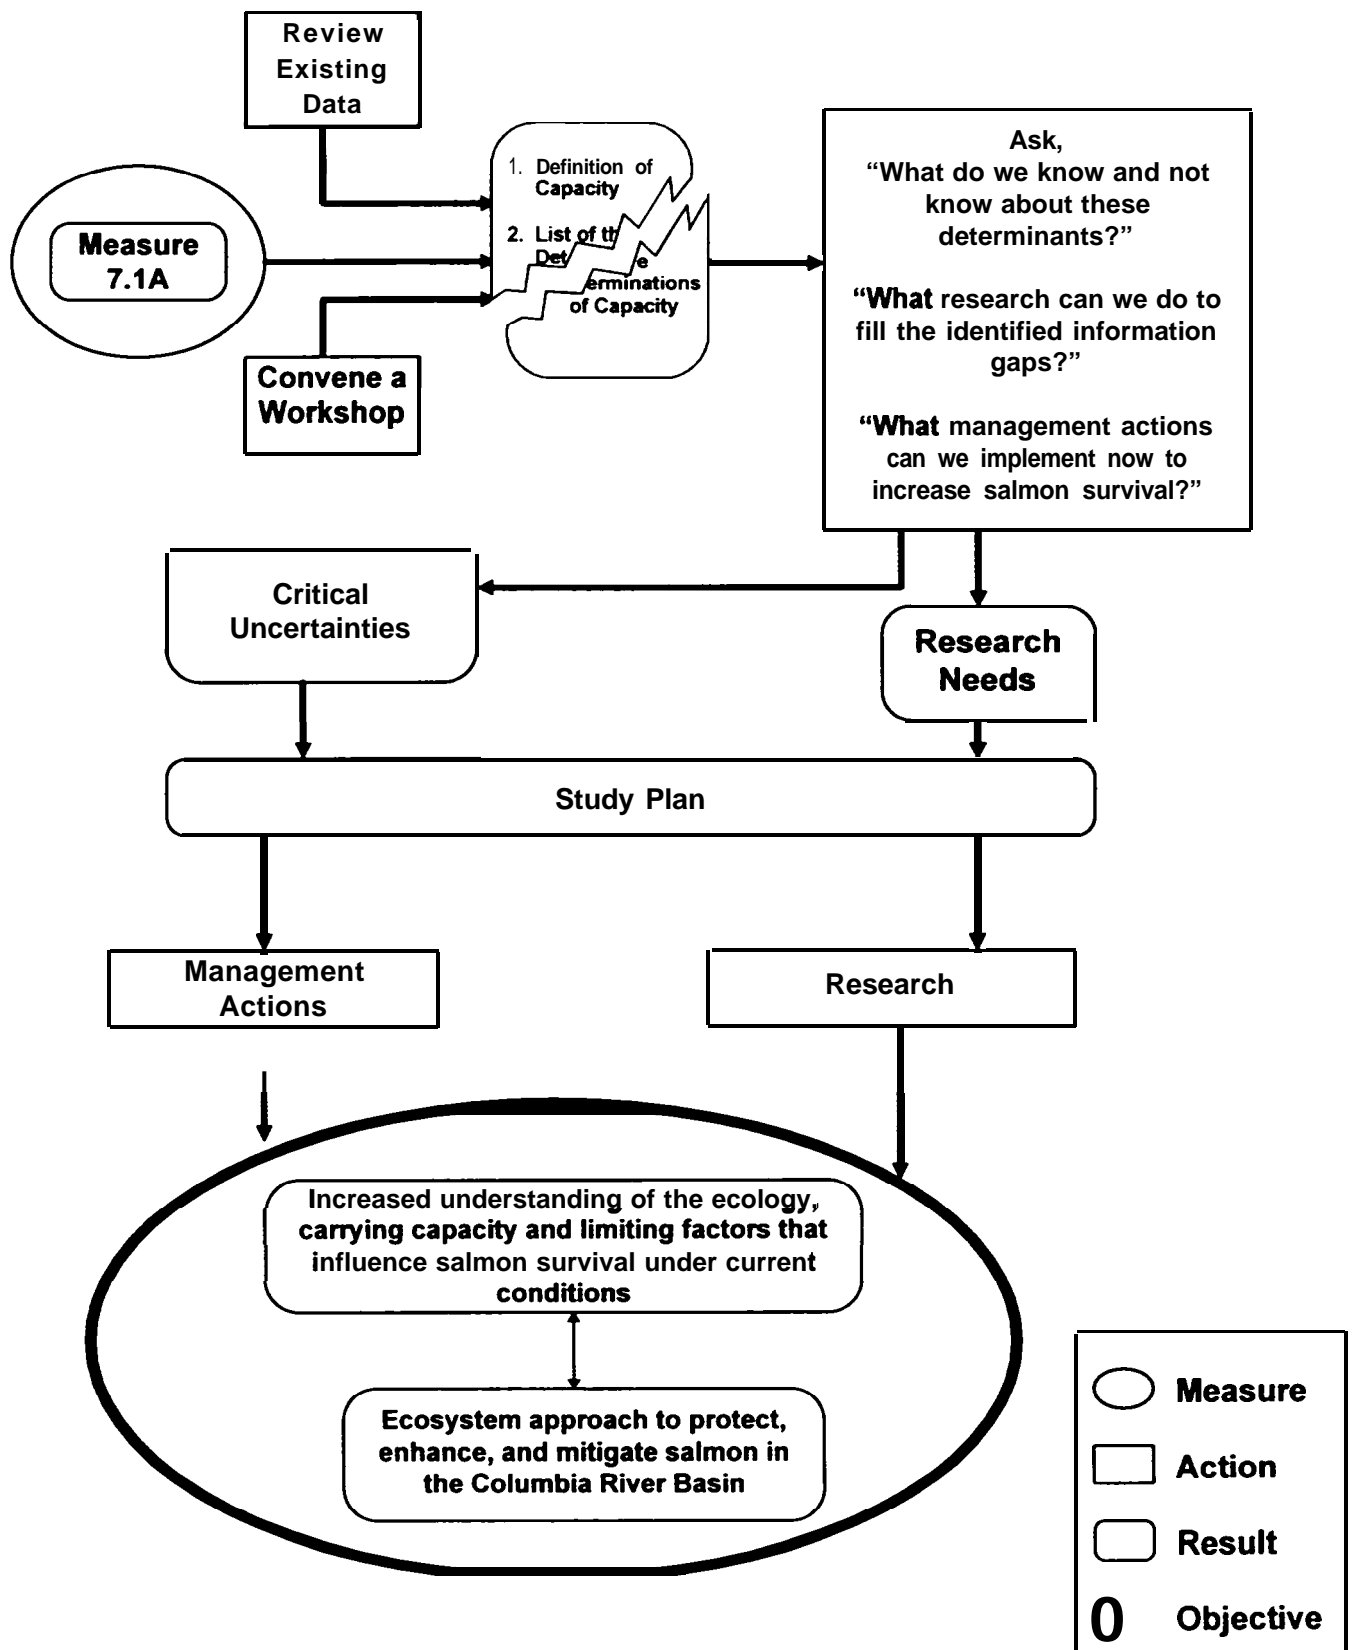 Review
Existing
Data
1. Definition of
Capacity
2. List of th
Det
e
erminations
of Capacity
Measure
7.1A
Convene a
Workshop
Ask,
“What do we know and not
know about these
determinants?”
“What research can we do to
fill the identified information
gaps?”
“What management actions
can we implement now to
increase salmon survival?”
Critical
Uncertainties
Research
Needs
Study Plan
Management
Actions
Research
Increased understanding of the ecology,
carrying capacity and limiting factors that
influence salmon survival under current
conditions
Ecosystem approach to protect,
enhance, and mitigate salmon in
the Columbia River Basin
Measure
Action
Result
0 Objective